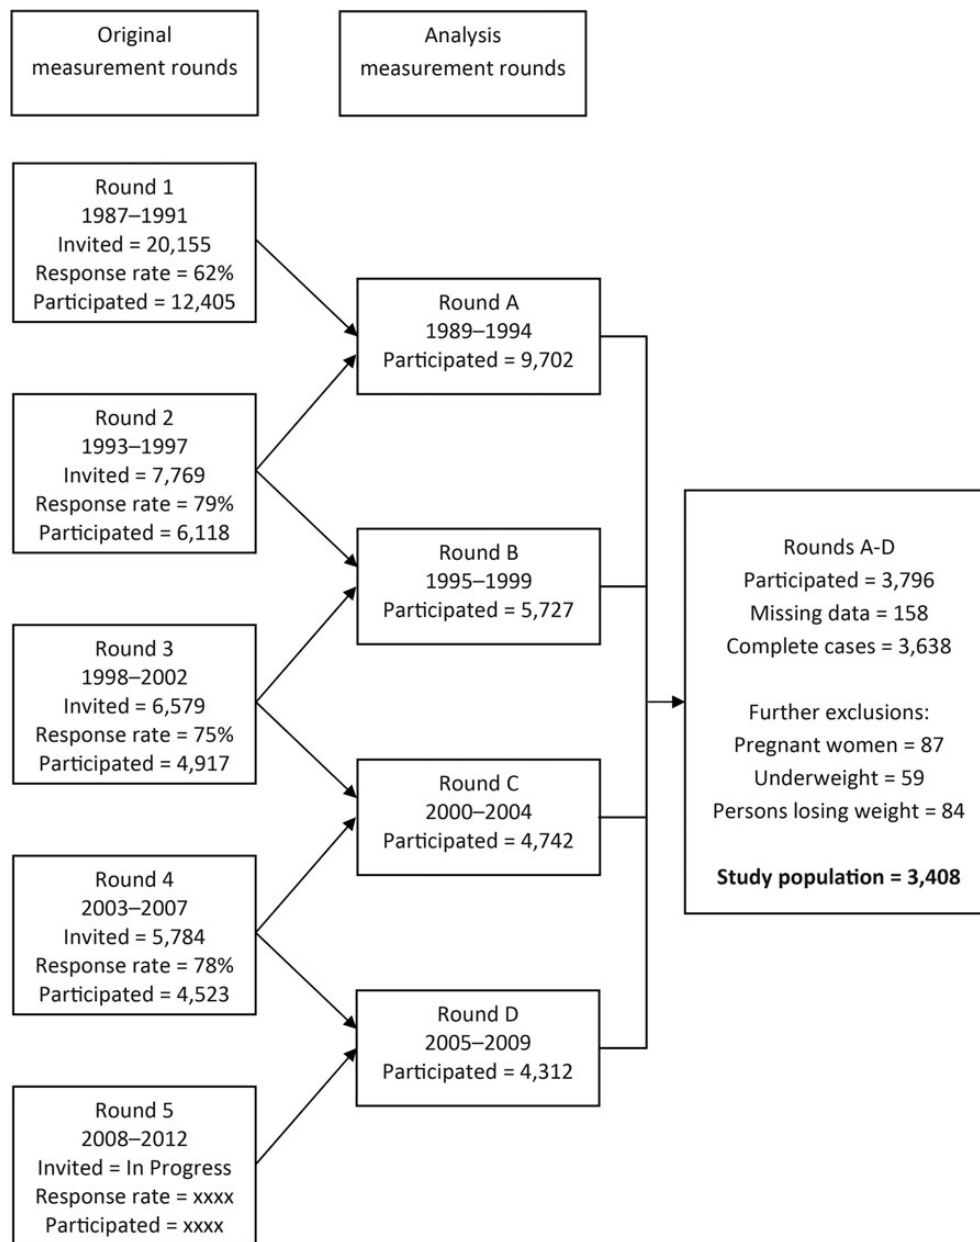 Original
measurement rounds
Analysis
measurement rounds
Round 1
1987–1991
Invited = 20,155
Response rate = 62%
Participated = 12,405
Round 2
1993–1997
Invited = 7,769
Response rate = 79%
Participated = 6,118
Round 3
1998–2002
Invited = 6,579
Response rate = 75%
Participated = 4,917
Round 4
2003–2007
Invited = 5,784
Response rate = 78%
Participated = 4,523
Round 5
2008–2012
Invited = In Progress
Response rate = xxxx
Participated = xxxx
Round A
1989–1994
Participated = 9,702
Round B
1995–1999
Participated = 5,727
Round C
2000–2004
Participated = 4,742
Round D
2005–2009
Participated = 4,312
Rounds A-D
Participated = 3,796
Missing data = 158
Complete cases = 3,638
Further exclusions:
Pregnant women = 87
Underweight = 59
Persons losing weight = 84
Study population = 3,408